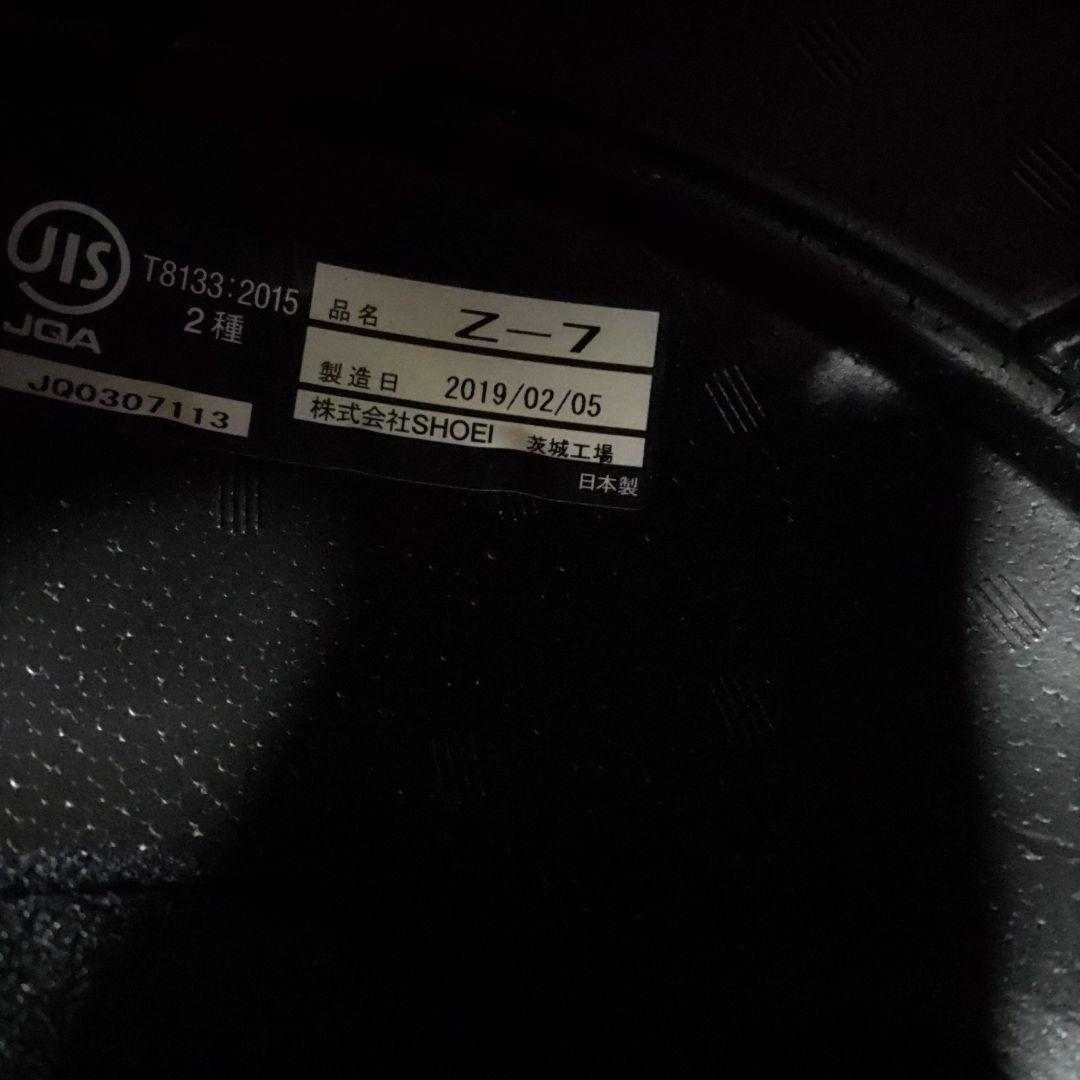 JIS
JQA
T8133:2015
2種
JQ0307113
品名 Z-7
製造日 2019/02/05
株式会社SHOEI 茨城工場
日本製